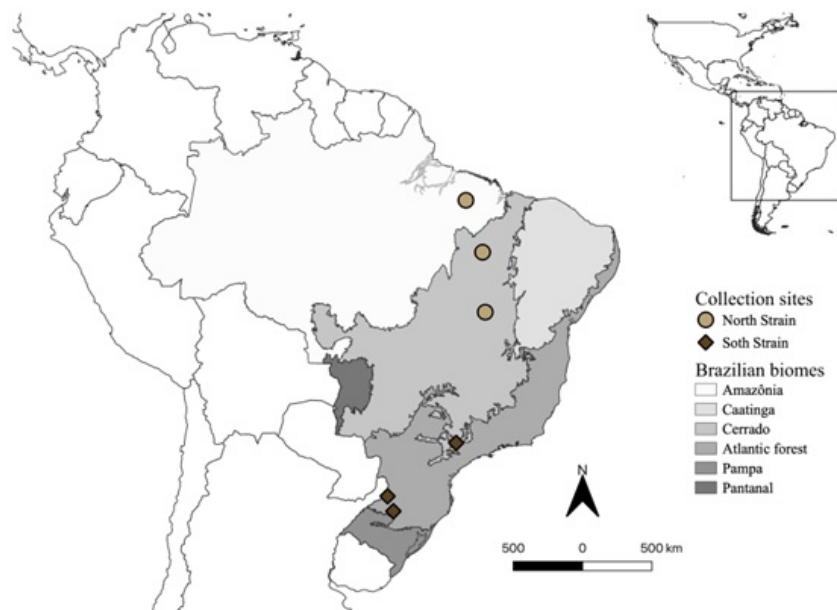 Collection sites
North Strain
Soth Strain
Brazilian biomes
Amazônia
Caatinga
Cerrado
Atlantic forest
Pampa
Pantanal
N
500 0 500 km